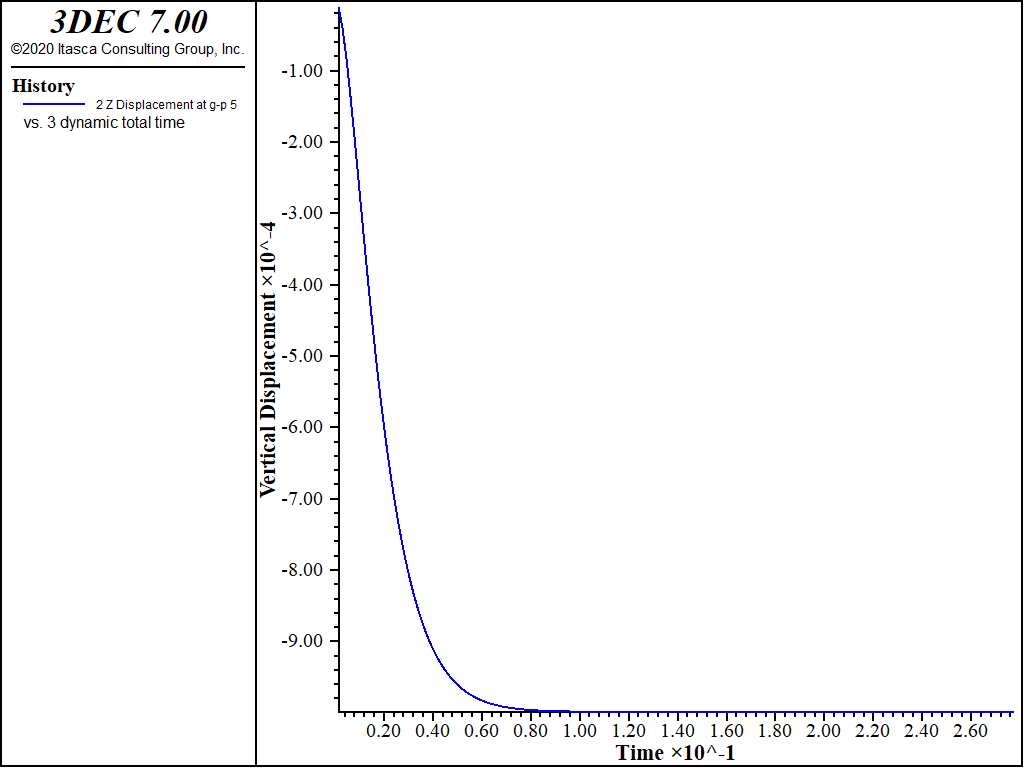 3DEC 7.00
©2020 Itasca Consulting Group, Inc.
History
2 Z Displacement at g-p 5
vs. 3 dynamic total time
Vertical Displacement ×10^-4
-1.00
-2.00
-3.00
-4.00
-5.00
-6.00
-7.00
-8.00
-9.00
0.20 0.40 0.60 0.80 1.00 1.20 1.40 1.60 1.80 2.00 2.20 2.40 2.60
Time ×10^-1